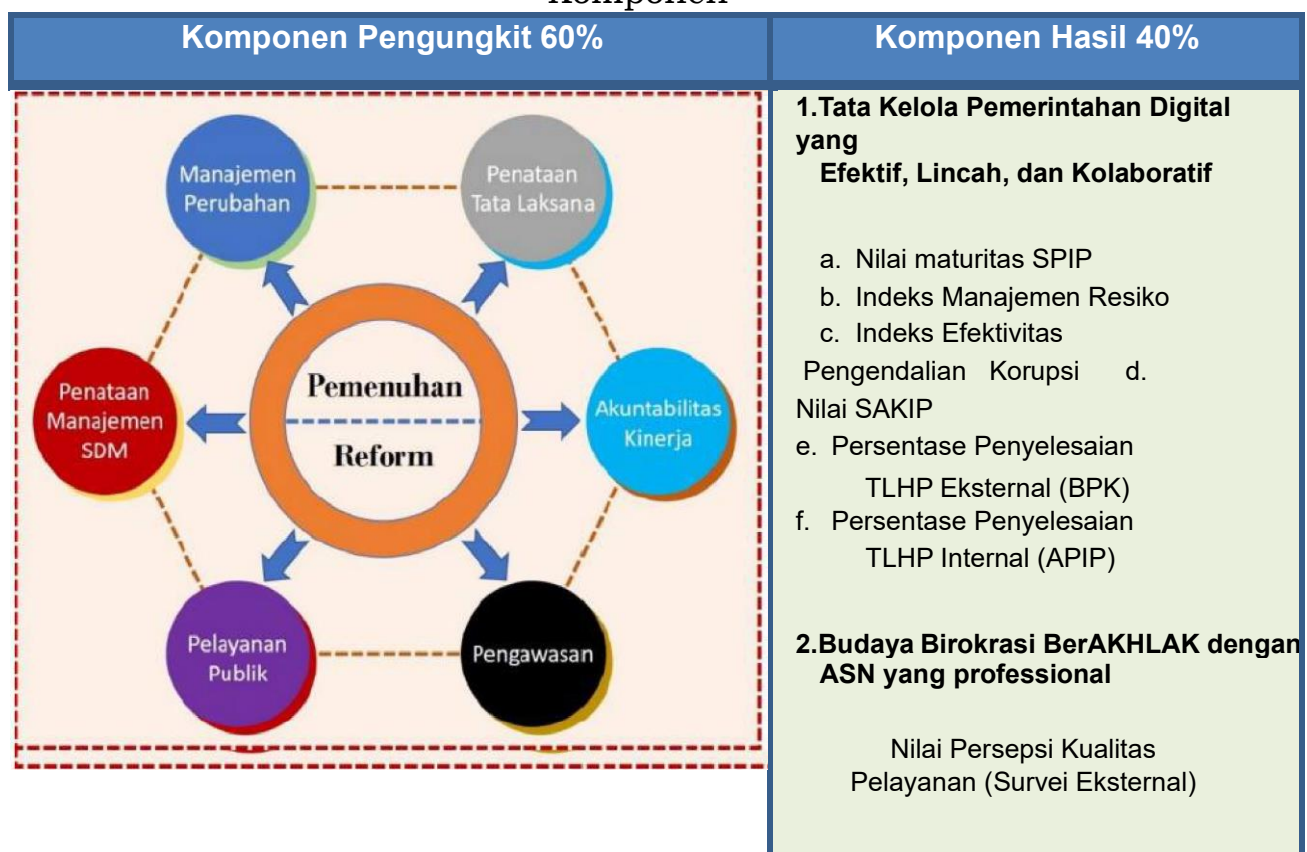 Komponen
Komponen Pengungkit 60%
Komponen Hasil 40%
Manajemen
Perubahan
Penataan
Tata Laksana
Penataan
Manajemen
SDM
Pemenuhan
Reform
Akuntabilitas
Kinerja
Pelayanan
Publik
Pengawasan
1.Tata Kelola Pemerintahan Digital
yang
Efektif, Lincah, dan Kolaboratif
a. Nilai maturitas SPIP
b. Indeks Manajemen Resiko
c. Indeks Efektivitas
Pengendalian Korupsi d.
Nilai SAKIP
e. Persentase Penyelesaian
TLHP Eksternal (BPK)
f. Persentase Penyelesaian
TLHP Internal (APIP)
2.Budaya Birokrasi BerAKHLAK dengan
ASN yang professional
Nilai Persepsi Kualitas
Pelayanan (Survei Eksternal)